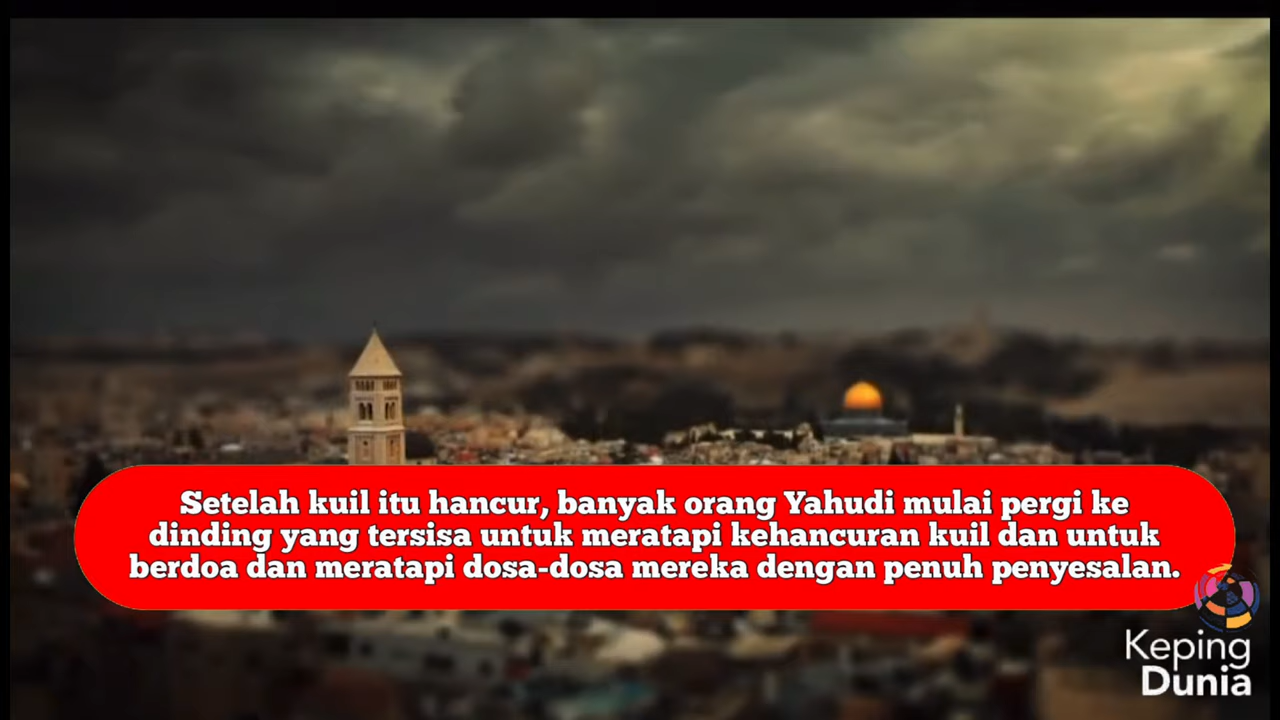 Setelah kuil itu hancur, banyak orang Yahudi mulai pergi ke
dinding yang tersisa untuk meratapi kehancuran kuil dan untuk
berdoa dan meratapi dosa-dosa mereka dengan penuh penyesalan.
Keping
Dunia